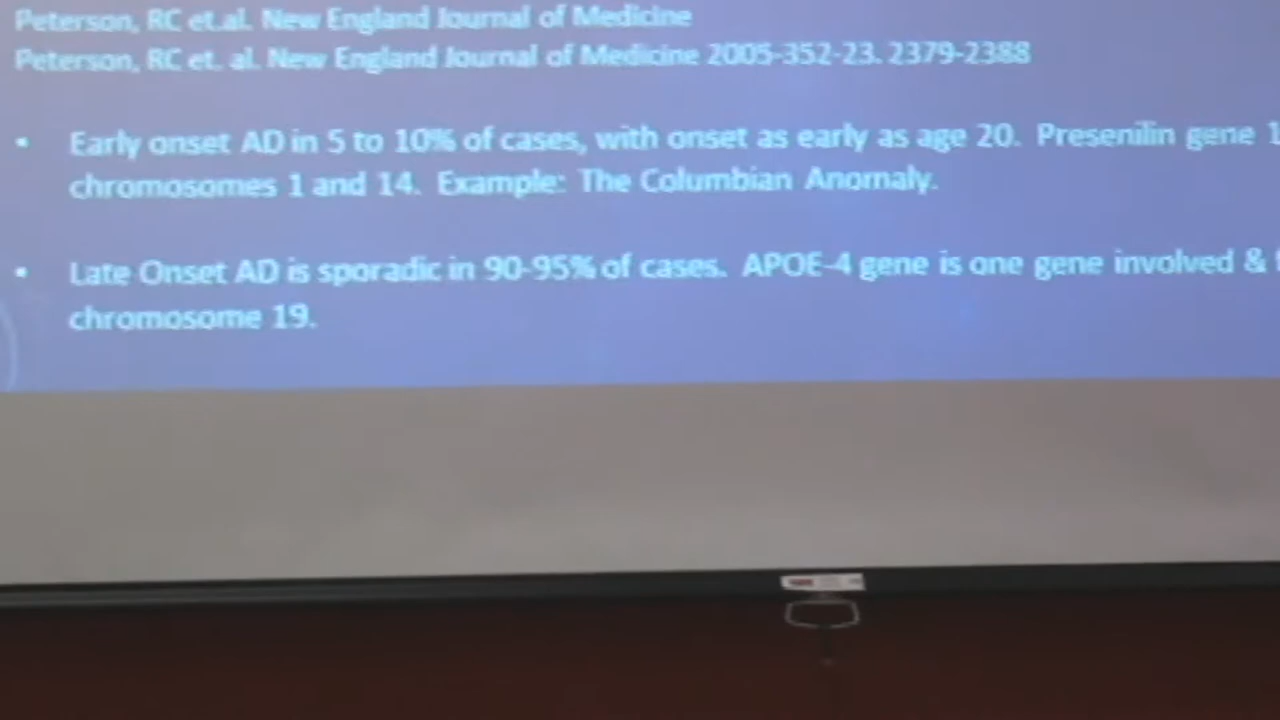 Peterson, RC et.al. New England Journal of Medicine
Peterson, RC et. al. New England Journal of Medicine 2005-352-23. 2379-2388
• Early onset AD in 5 to 10% of cases, with onset as early as age 20. Presenilin gene 1
chromosomes 1 and 14. Example: The Columbian Anomaly.
• Late Onset AD is sporadic in 90-95% of cases. APOE-4 gene is one gene involved &
chromosome 19.